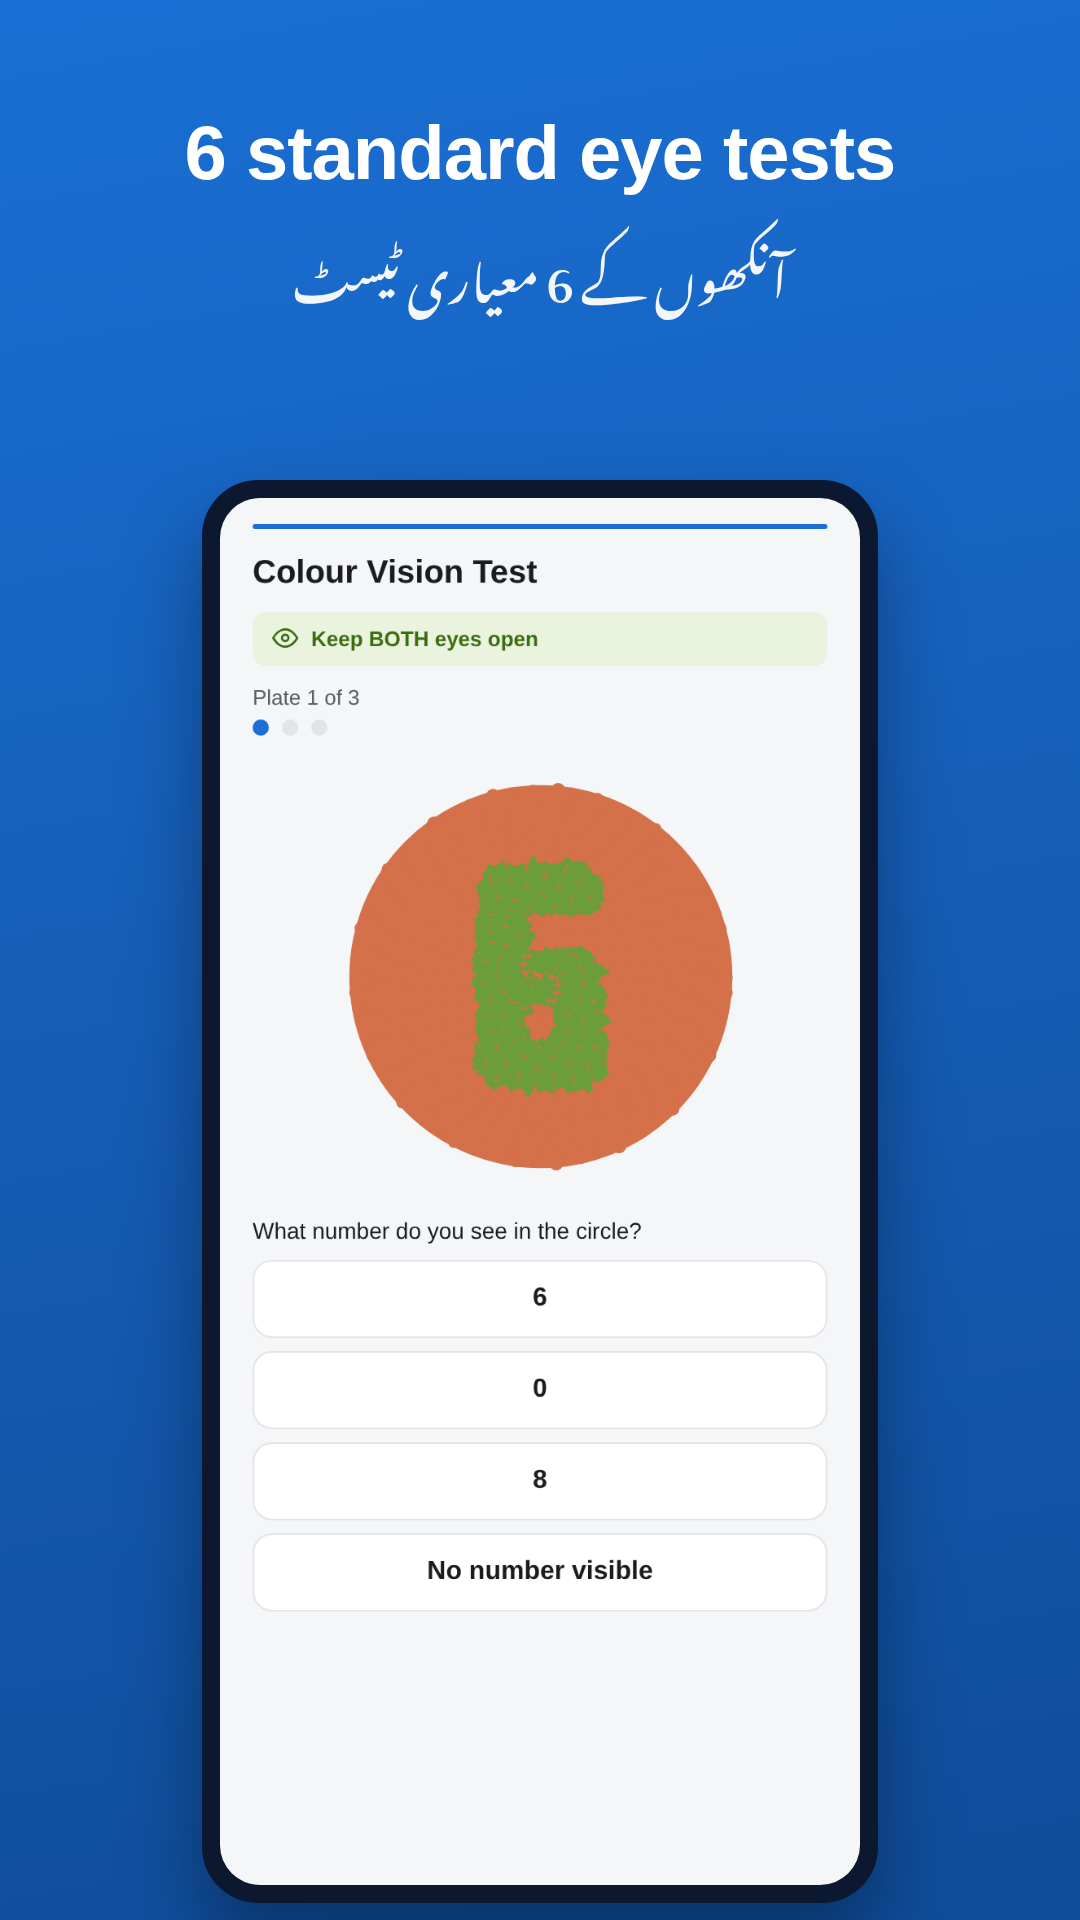 6 standard eye tests
آنکھوں کے 6 معیاری ٹیسٹ
Colour Vision Test
Keep BOTH eyes open
Plate 1 of 3
6
What number do you see in the circle?
6
0
8
No number visible